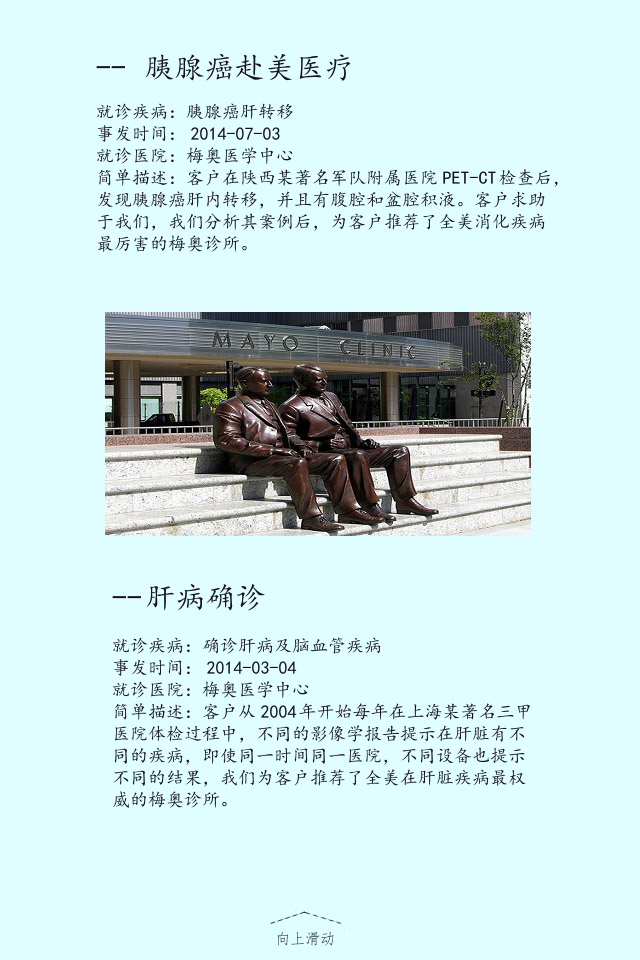 -- 胰腺癌赴美医疗
就诊疾病：胰腺癌肝转移
事发时间： 2014-07-03
就诊医院：梅奥医学中心
简单描述：客户在陕西某著名军队附属医院 PET-CT 检查后，
发现胰腺癌肝内转移，并且有腹腔和盆腔积液。客户求助
于我们，我们分析其案例后，为客户推荐了全美消化疾病
最厉害的梅奥诊所。
MAYO CLINIC
--肝病确诊
就诊疾病：确诊肝病及脑血管疾病
事发时间： 2014-03-04
就诊医院：梅奥医学中心
简单描述：客户从 2004 年开始每年在上海某著名三甲
医院体检过程中，不同的影像学报告提示在肝脏有不
同的疾病，即使同一时间同一医院，不同设备也提示
不同的结果，我们为客户推荐了全美在肝脏疾病最权
威的梅奥诊所。
向上滑动